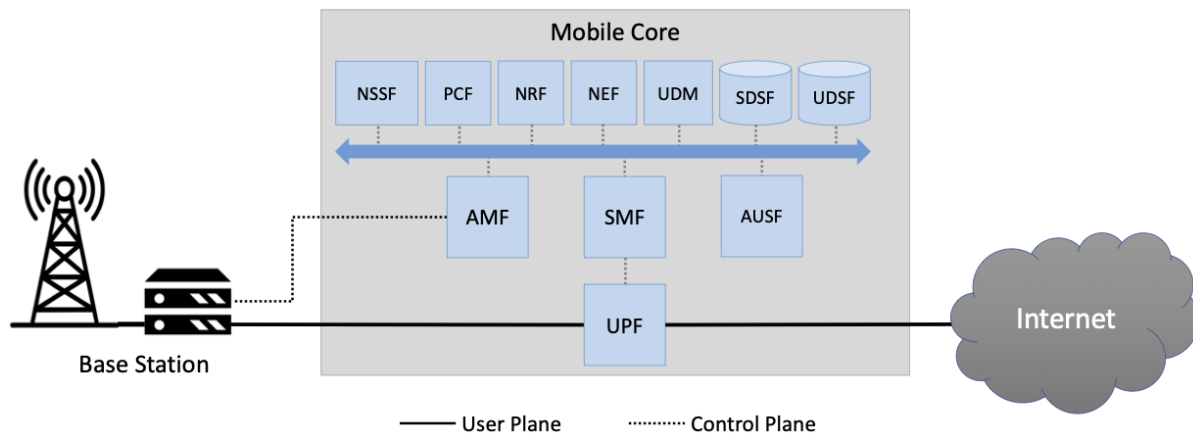 Mobile Core
NSSF
PCF
NRF
NEF
UDM
SDSF
UDSF
AMF
SMF
AUSF
UPF
Internet
Base Station
User Plane
Control Plane